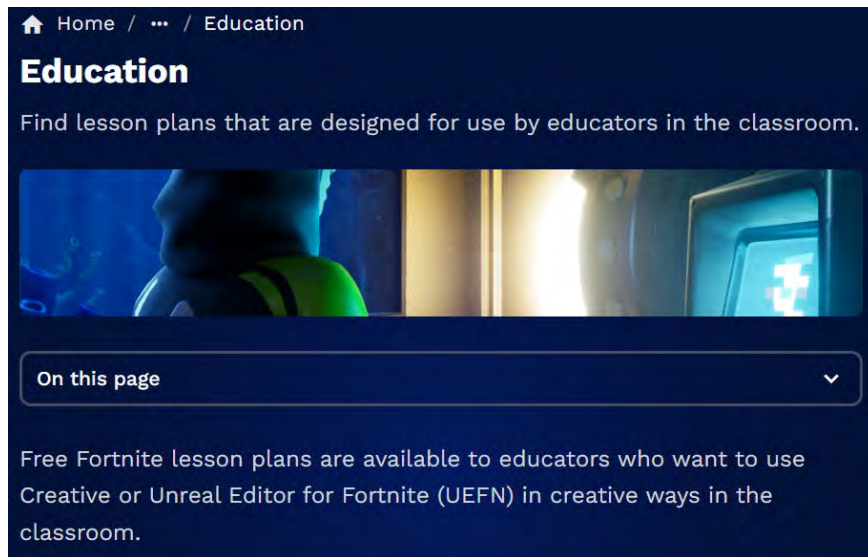 Home / ••• / Education
Education
Find lesson plans that are designed for use by educators in the classroom.
On this page
Free Fortnite lesson plans are available to educators who want to use
Creative or Unreal Editor for Fortnite (UEFN) in creative ways in the
classroom.